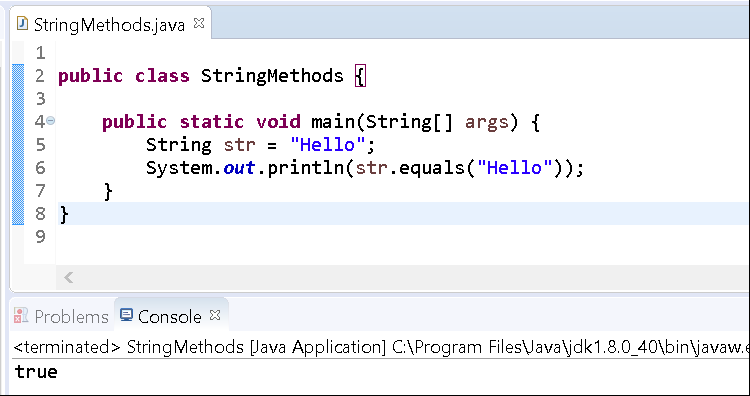 StringMethods.java
1
2 public class StringMethods {
3
4 public static void main(String[] args) {
5 String str = "Hello";
6 System.out.println(str.equals("Hello"));
7 }
8 }
9
Problems Console
<terminated> StringMethods [Java Application] C:\Program Files\Java\jdk1.8.0_40\bin\javaw.e
true